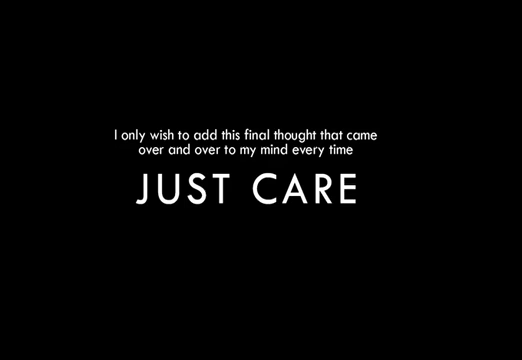 I only wish to add this final thought that came
over and over to my mind every time
JUST CARE